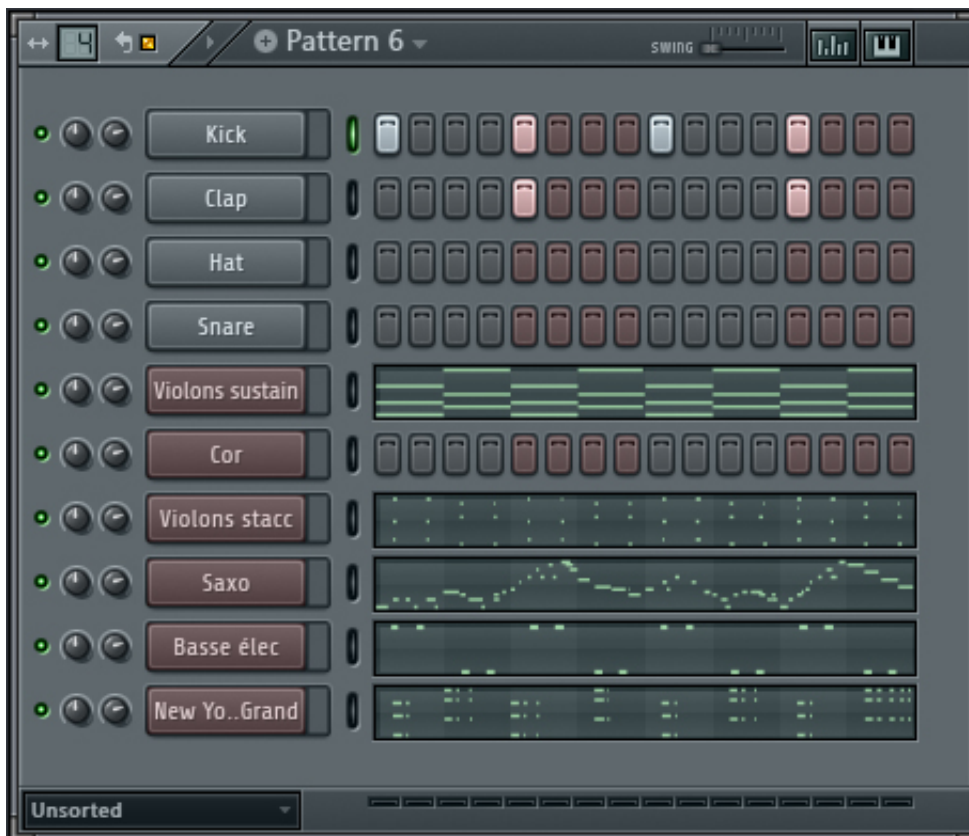 4 Pattern 6 SWING
Kick
Clap
Hat
Snare
Violons sustain
Cor
Violons stacc
Saxo
Basse élec
New Yo..Grand
Unsorted